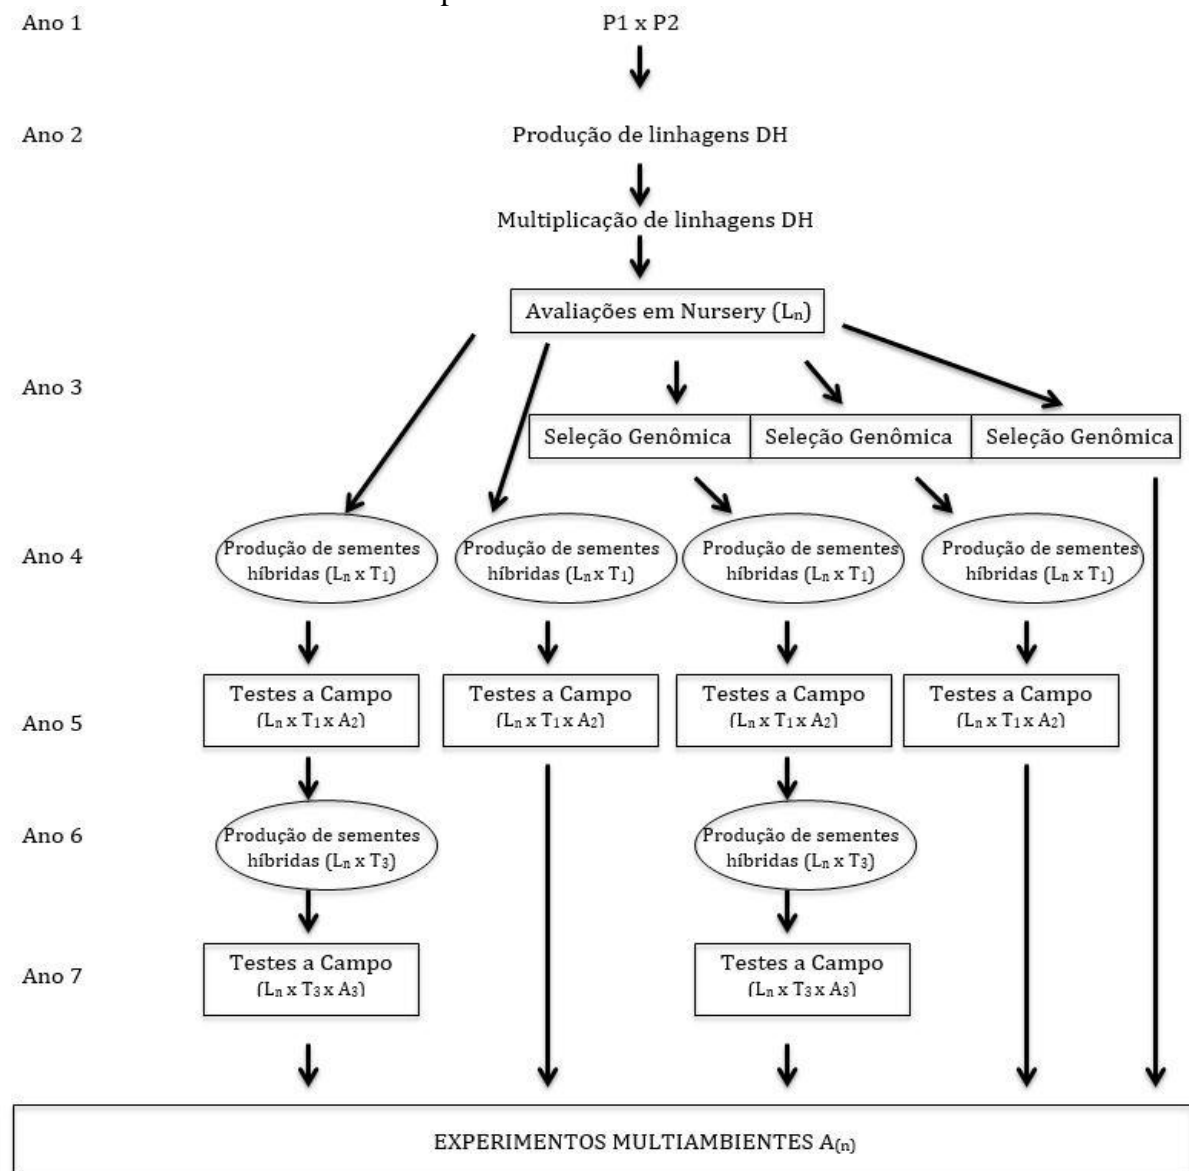 Ano 1
P1 x P2
Ano 2
Produção de linhagens DH
Multiplicação de linhagens DH
Avaliações em Nursery (Ln)
Ano 3
Seleção Genômica
Seleção Genômica
Seleção Genômica
Ano 4
Produção de sementes
híbridas (Ln x T1)
Produção de sementes
híbridas (Ln x T1)
Produção de sementes
híbridas (Ln x T1)
Produção de sementes
híbridas (Ln x T1)
Ano 5
Testes a Campo
(Ln x T1 x A2)
Testes a Campo
(Ln x T1 x A2)
Testes a Campo
(Ln x T1 x A2)
Testes a Campo
(Ln x T1 x A2)
Ano 6
Produção de sementes
híbridas (Ln x T3)
Produção de sementes
híbridas (Ln x T3)
Ano 7
Testes a Campo
(Ln x T3 x A3)
Testes a Campo
(Ln x T3 x A3)
EXPERIMENTOS MULTIAMBIENTES A(n)